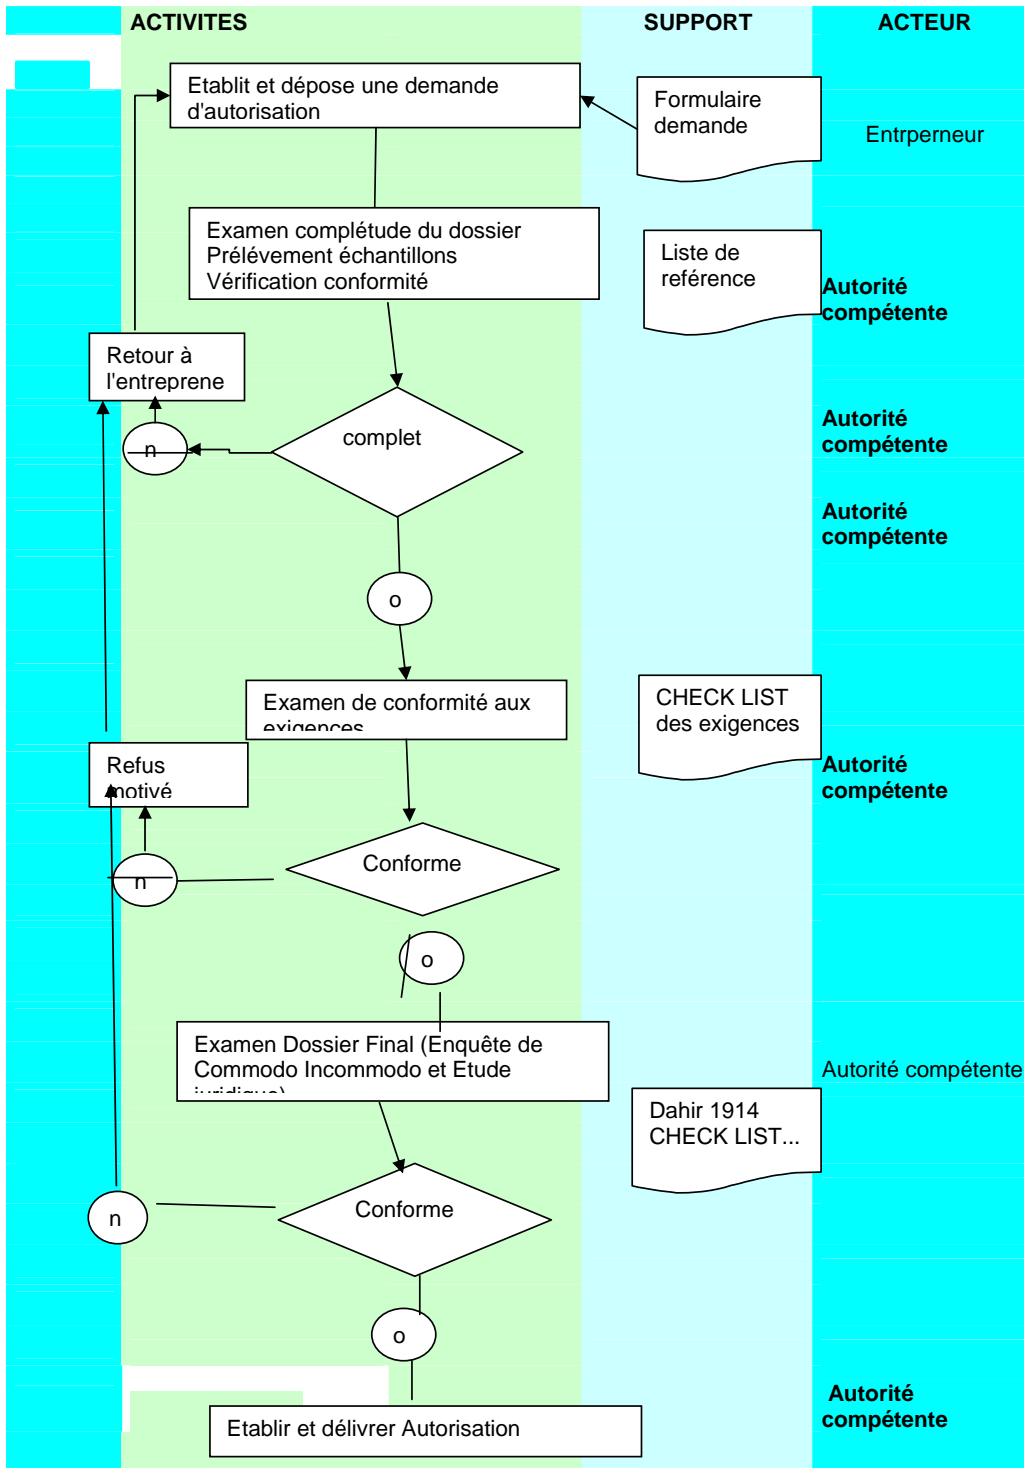 ACTIVITES
SUPPORT
ACTEUR
Etablit et dépose une demande
d'autorisation
Formulaire
demande
Entrperneur
Examen complétude du dossier
Prélévement échantillons
Vérification conformité
Liste de
reférence
Autorité
compétente
Retour à
l'entreprene
complet
n
Autorité
compétente
Autorité
compétente
o
Examen de conformité aux
exigences
CHECK LIST
des exigences
Refus
motivé
Autorité
compétente
Conforme
n
o
Examen Dossier Final (Enquête de
Commodo Incommodo et Etude
juridique)
Autorité compétente
Dahir 1914
CHECK LIST...
Conforme
n
o
Autorité
compétente
Etablir et délivrer Autorisation